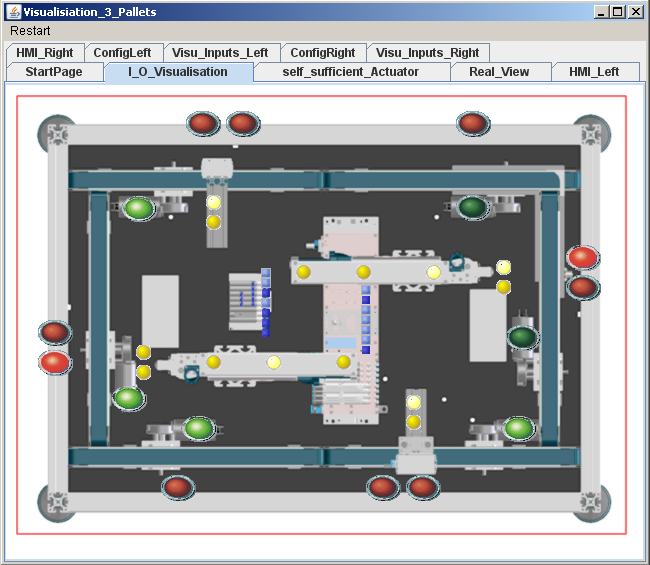 Visualisiation_3_Pallets
Restart
HMI_Right ConfigLeft Visu_Inputs_Left ConfigRight Visu_Inputs_Right
StartPage I_O_Visualisation self_sufficient_Actuator Real_View HMI_Left